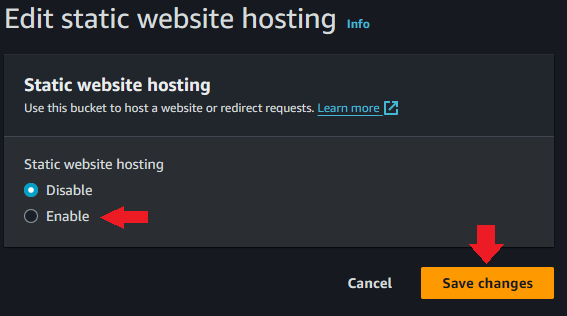 Edit static website hosting Info
Static website hosting
Use this bucket to host a website or redirect requests. Learn more
Static website hosting
Disable
Enable
Cancel Save changes